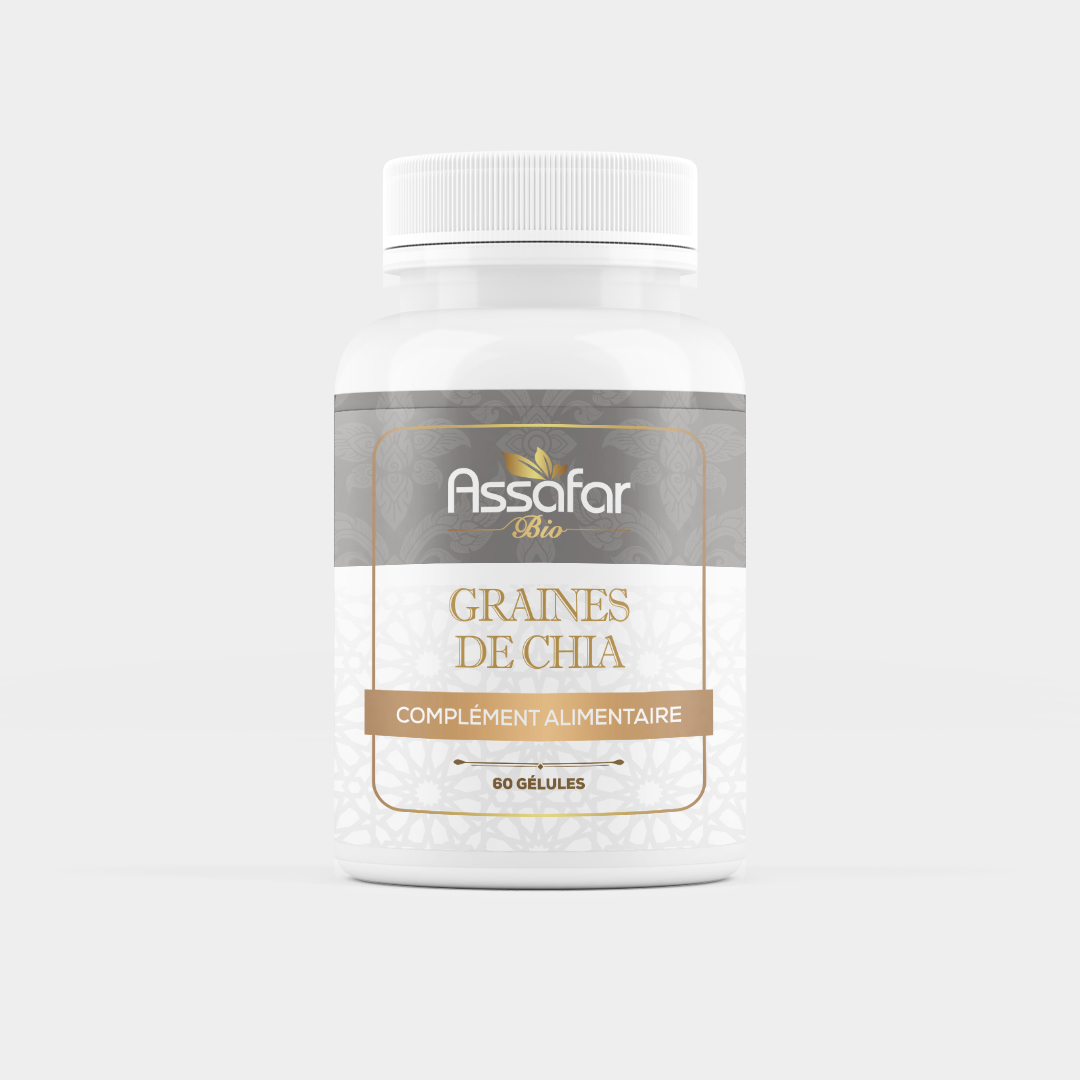 Assafar
Bio
GRAINES
DE CHIA
COMPLÉMENT ALIMENTAIRE
60 GÉLULES